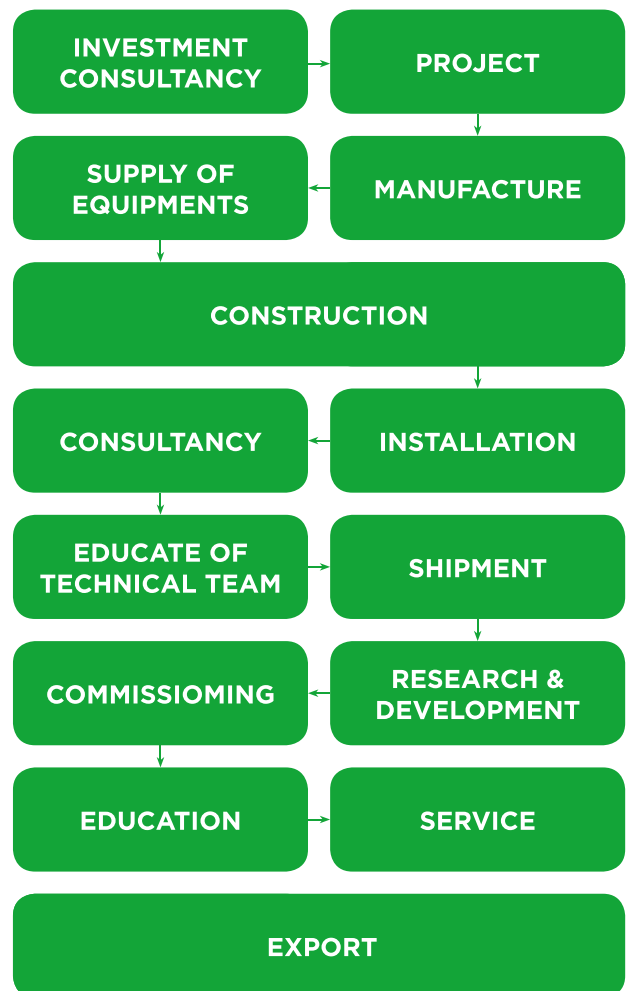 INVESTMENT
CONSULTANCY
PROJECT
SUPPLY OF
EQUIPMENTS
MANUFACTURE
CONSTRUCTION
CONSULTANCY
INSTALLATION
EDUCATE OF
TECHNICAL TEAM
SHIPMENT
COMMISSIOMING
RESEARCH &
DEVELOPMENT
EDUCATION
SERVICE
EXPORT